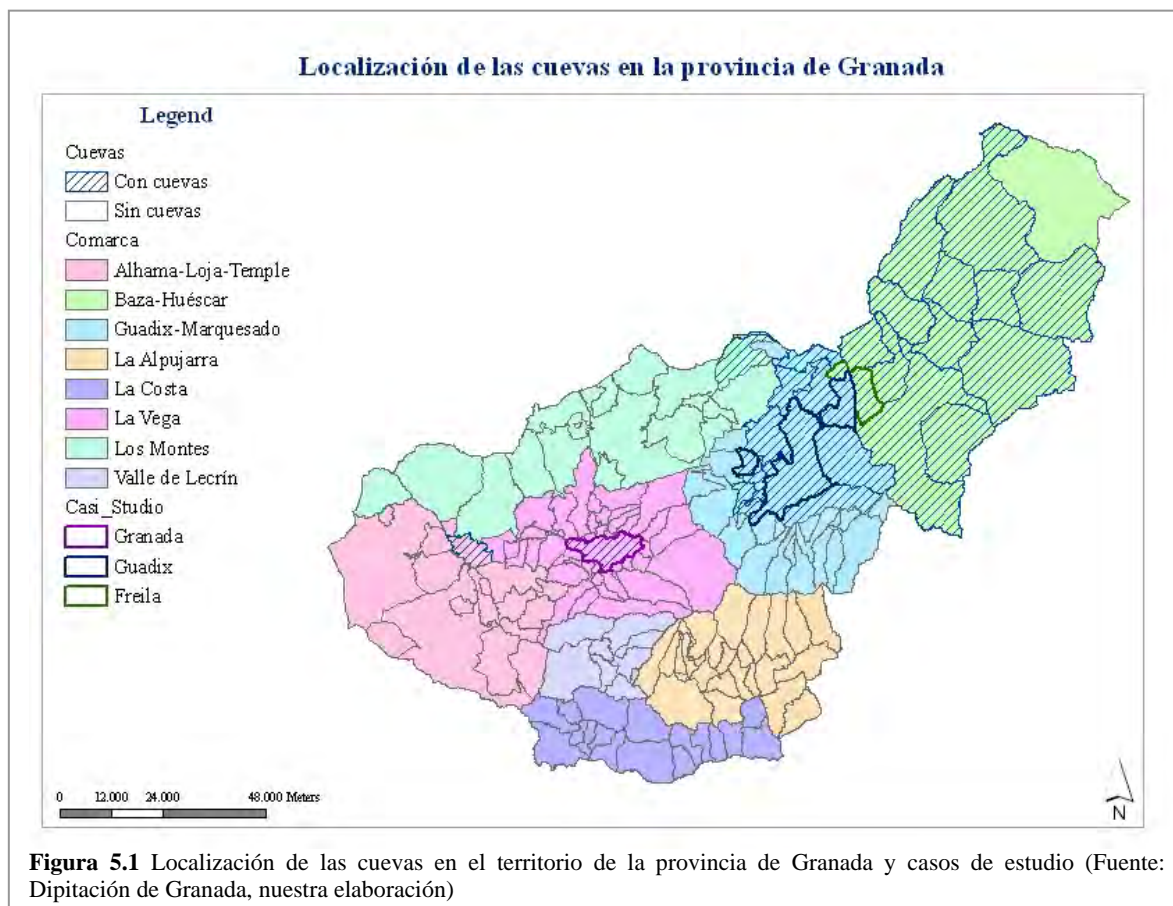 Localización de las cuevas en la provincia de Granada
Legend
Cuevas
Con cuevas
Sin cuevas
Comarca
Alhama-Loja-Temple
Baza-Huéscar
Guadix-Marquesado
La Alpujarra
La Costa
La Vega
Los Montes
Valle de Lecrín
Casi_Studio
Granada
Guadix
Freila
0 12.000 24.000 48.000 Meters
N
Figura 5.1 Localización de las cuevas en el territorio de la provincia de Granada y casos de estudio (Fuente:
Dipitación de Granada, nuestra elaboración)